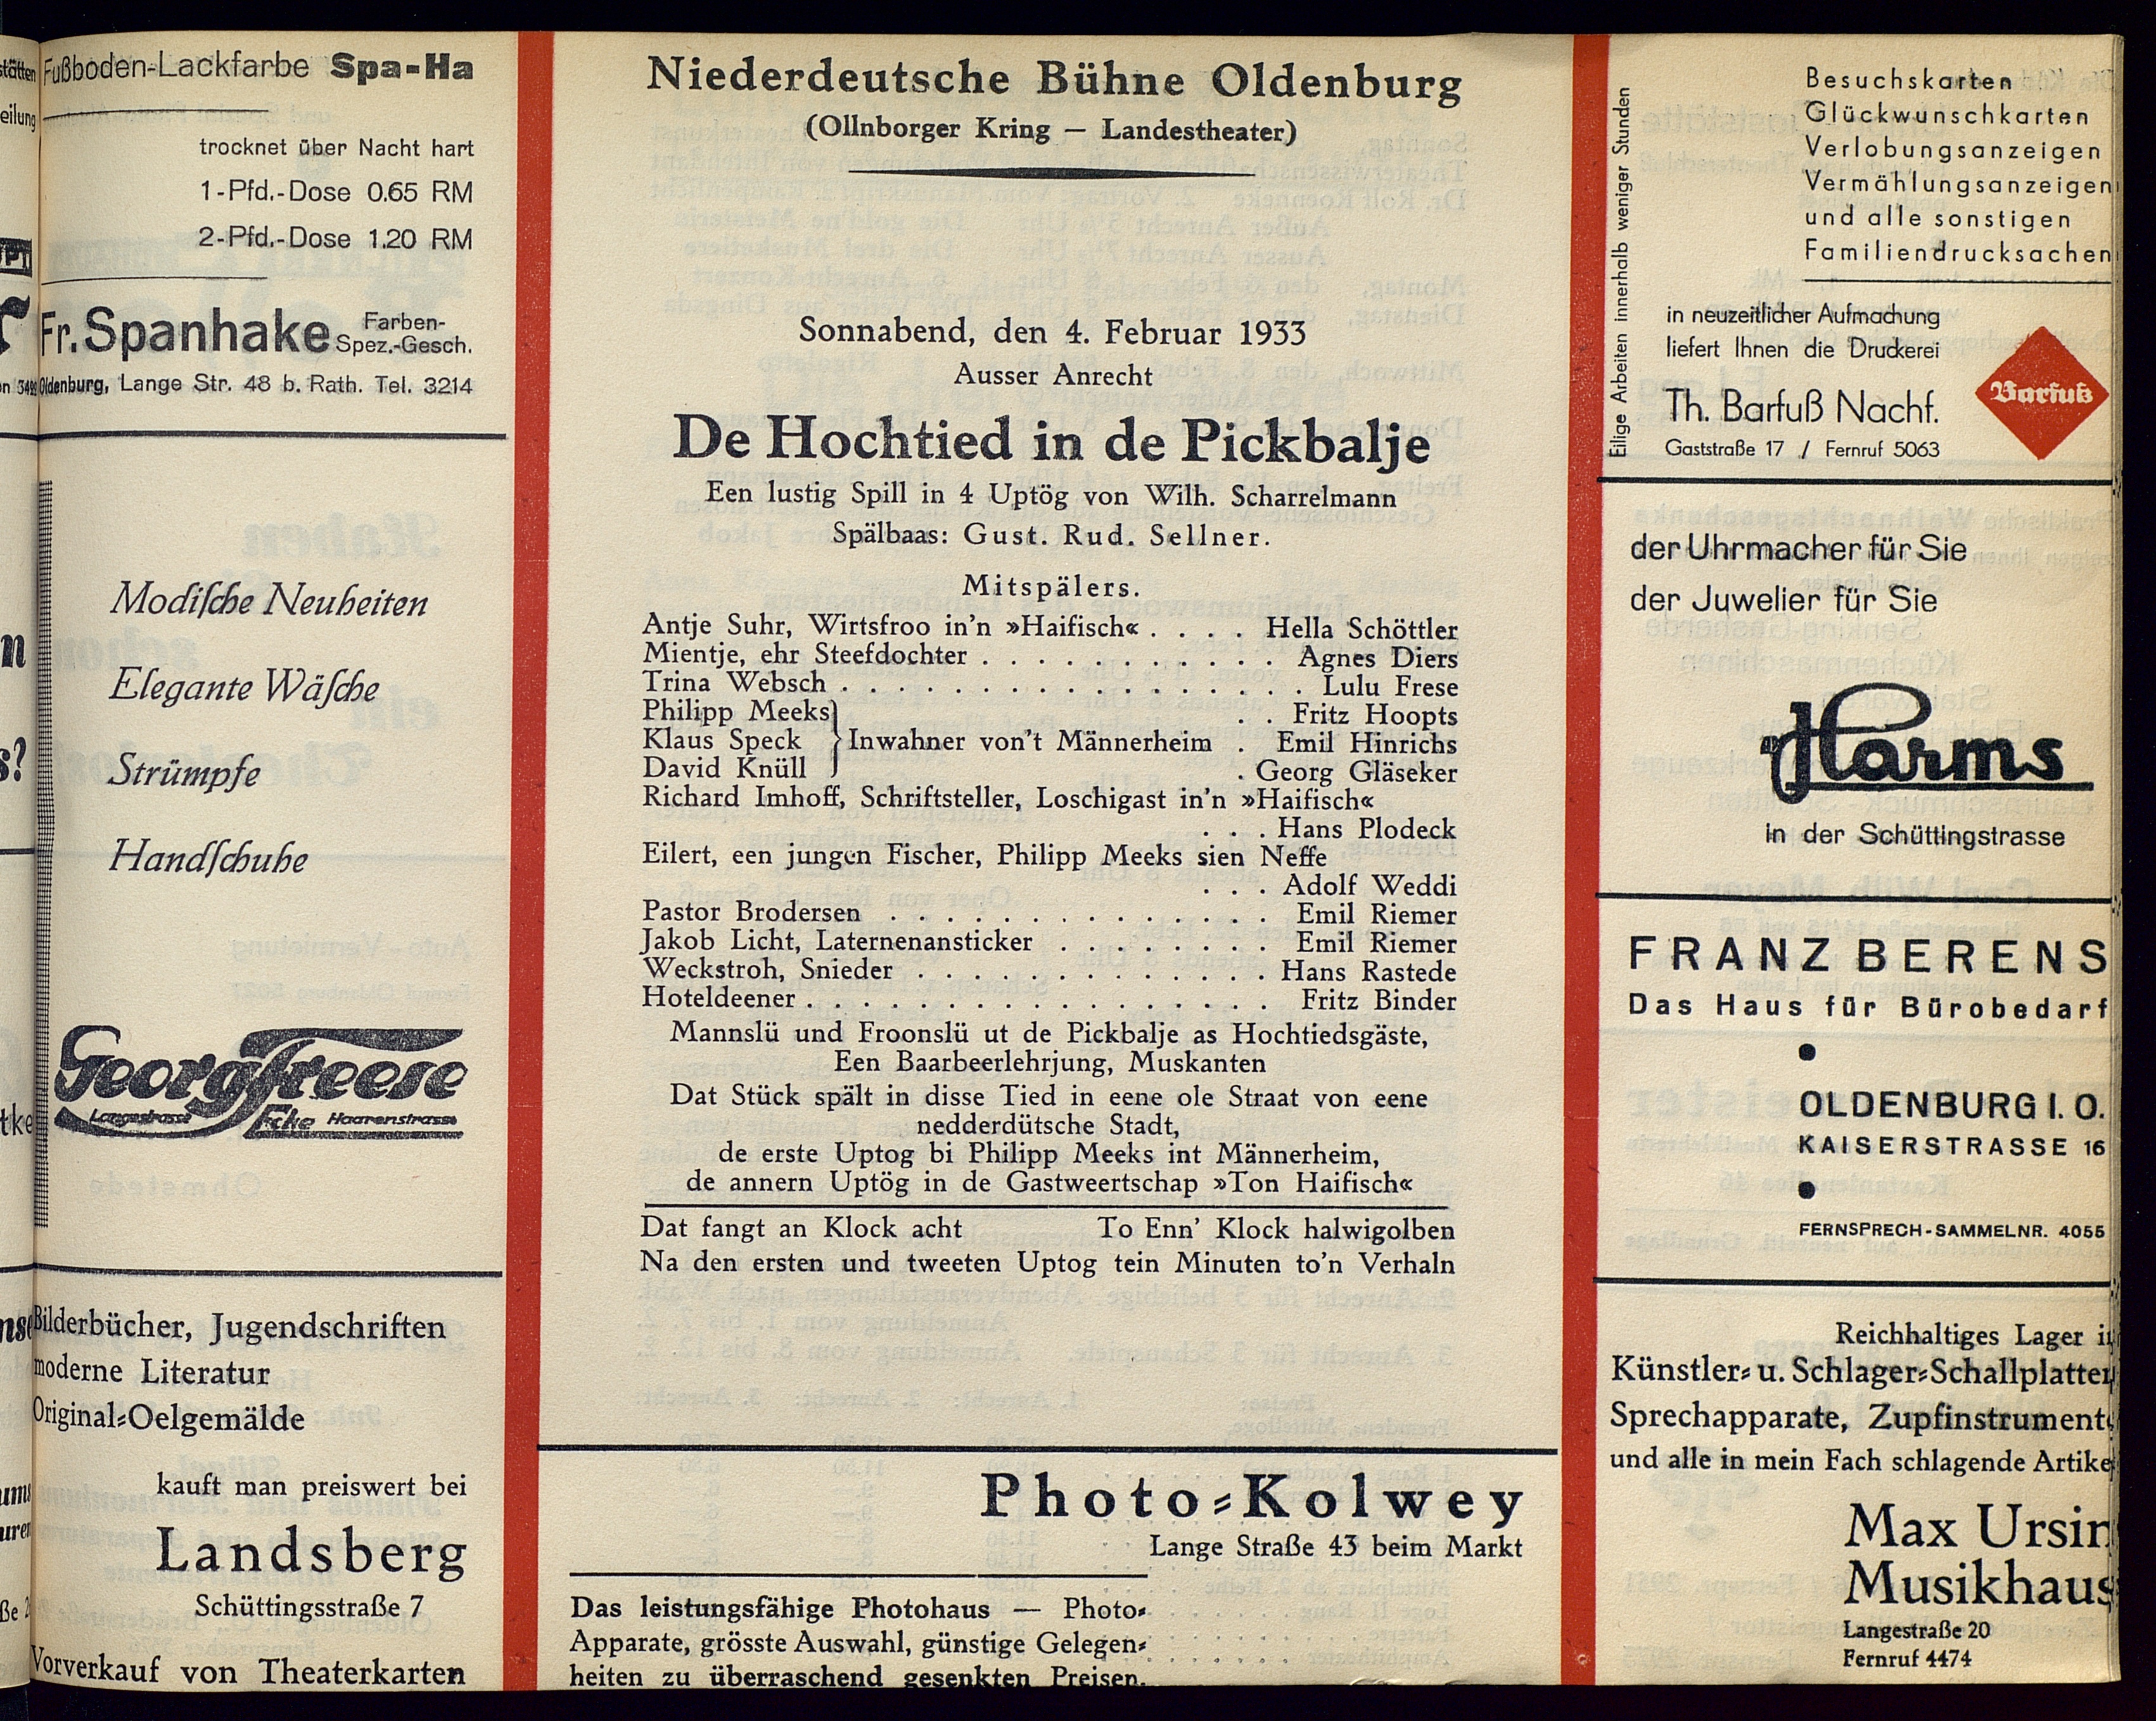 Fußboden-Lackfarbe Spa-Ha
trocknet über Nacht hart
1-Pfd.-Dose 0.65 RM
2-Pfd.-Dose 1.20 RM
Fr. Spanhake Farben-
Spez.-Gesch.
Oldenburg, Lange Str. 48 b. Rath. Tel. 3214
Modische Neuheiten
Elegante Wäsche
Strümpfe
Handschuhe
Georg Freese
Langestrasse Ecke Haarenstrasse
Bilderbücher, Jugendschriften
moderne Literatur
Original-Oelgemälde
kauft man preiswert bei
Landsberg
Schüttingsstraße 7
Vorverkauf von Theaterkarten
Niederdeutsche Bühne Oldenburg
(Ollnborger Kring — Landestheater)
Sonnabend, den 4. Februar 1933
Ausser Anrecht
De Hochtied in de Pickbalje
Een lustig Spill in 4 Uptög von Wilh. Scharrelmann
Spälbaas: Gust. Rud. Sellner.
Mitspälers.
Antje Suhr, Wirtsfroo in'n »Haifisch« . . . . Hella Schöttler
Mientje, ehr Steefdochter . . . . . . . . . . . Agnes Diers
Trina Websch . . . . . . . . . . . . . . . . . Lulu Frese
Philipp Meeks } . . Fritz Hoopts
Klaus Speck } Inwahner von't Männerheim . Emil Hinrichs
David Knüll } . Georg Gläseker
Richard Imhoff, Schriftsteller, Loschigast in'n »Haifisch«
. . . Hans Plodeck
Eilert, een jungen Fischer, Philipp Meeks sien Neffe
. . . Adolf Weddi
Pastor Brodersen . . . . . . . . . . . . . . Emil Riemer
Jakob Licht, Laternenansticker . . . . . . . . Emil Riemer
Weckstroh, Snieder . . . . . . . . . . . . . Hans Rastede
Hoteldeener . . . . . . . . . . . . . . . . . Fritz Binder
Mannslü und Froonslü ut de Pickbalje as Hochtiedsgäste,
Een Baarbeerlehrjung, Muskanten
Dat Stück spält in disse Tied in eene ole Straat von eene
nedderdütsche Stadt,
de erste Uptog bi Philipp Meeks int Männerheim,
de annern Uptög in de Gastweertschap »Ton Haifisch«
Dat fangt an Klock acht To Enn' Klock halwigolben
Na den ersten und tweeten Uptog tein Minuten to'n Verhaln
Photo-Kolwey
Lange Straße 43 beim Markt
Das leistungsfähige Photohaus — Photo-
Apparate, grösste Auswahl, günstige Gelegen-
heiten zu überraschend gesenkten Preisen.
Eilige Arbeiten innerhalb weniger Stunden
Besuchskarten
Glückwunschkarten
Verlobungsanzeigen
Vermählungsanzeigen
und alle sonstigen
Familiendrucksachen
in neuzeitlicher Aufmachung
liefert Ihnen die Druckerei
Th. Barfuß Nachf.
Gaststraße 17 / Fernruf 5063
Barfuß
der Uhrmacher für Sie
der Juwelier für Sie
Harms
in der Schüttingstrasse
FRANZ BERENS
Das Haus für Bürobedarf
OLDENBURG I. O.
KAISERSTRASSE 16
FERNSPRECH-SAMMELNR. 4055
Reichhaltiges Lager in
Künstler- u. Schlager-Schallplatten
Sprechapparate, Zupfinstrumente
und alle in mein Fach schlagende Artikel
Max Ursin
Musikhaus
Langestraße 20
Fernruf 4474